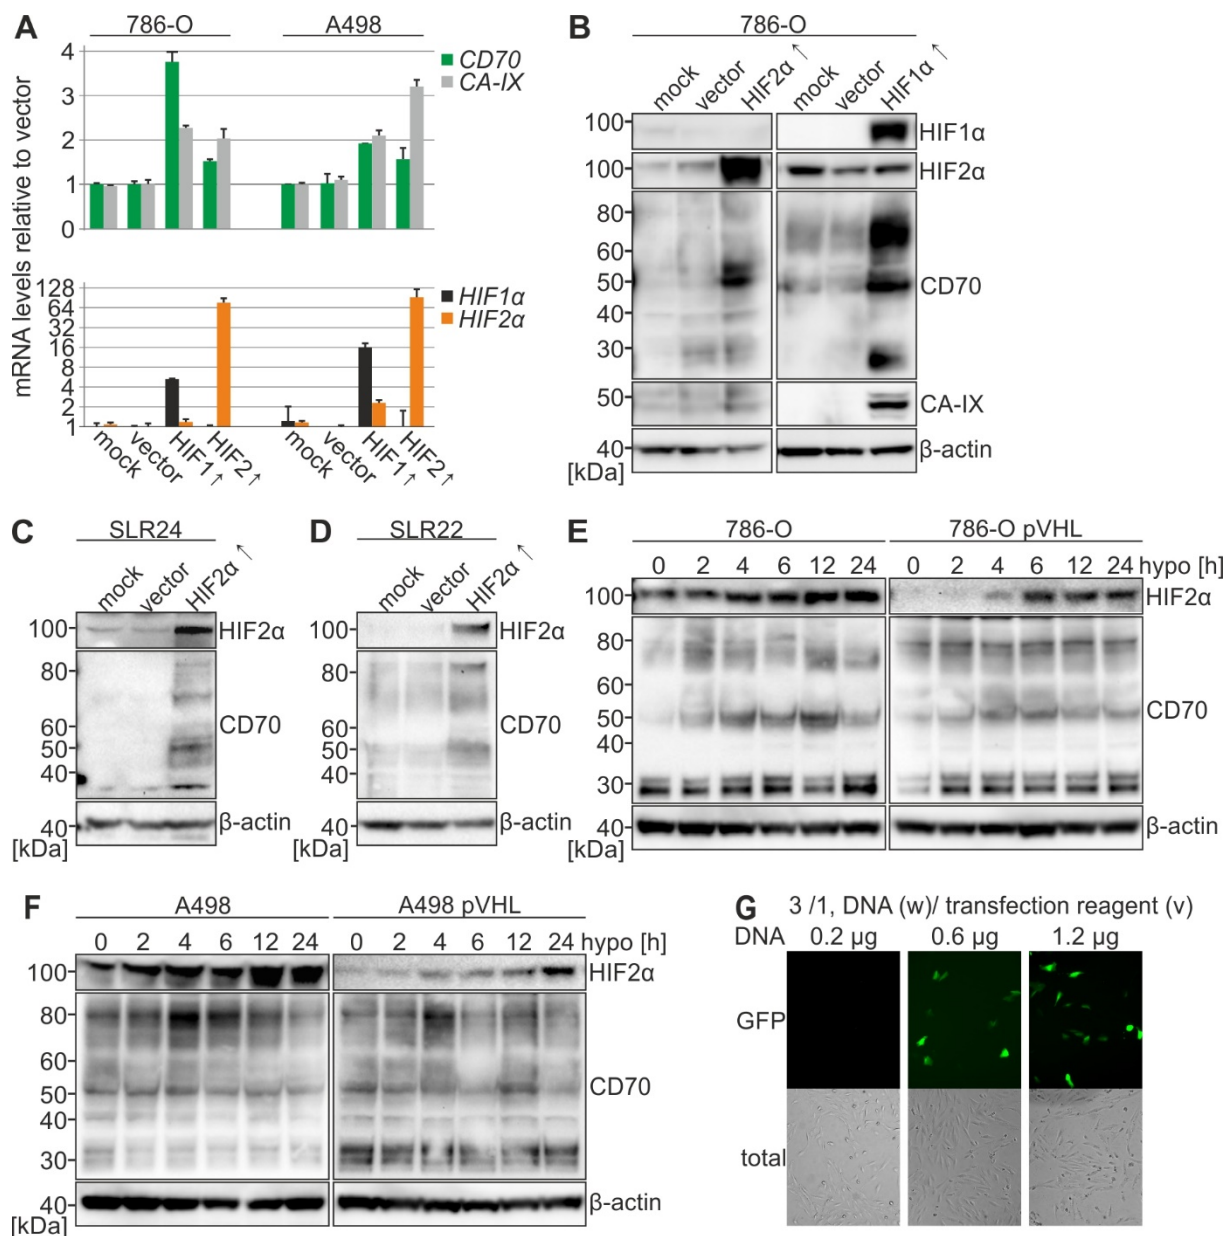 A
786-O A498
mRNA levels relative to vector
4
3
2
1
0
CD70
CA-IX
128
64
32
16
8
4
2
1
HIF1α
HIF2α
mock vector HIF1↑ HIF2↑ mock vector HIF1↑ HIF2↑
B
786-O
mock vector HIF2α↑ mock vector HIF1α↑
100 HIF1α
100 HIF2α
80
60
50 CD70
40
30
50 CA-IX
40 β-actin
[kDa]
C
SLR24
mock vector HIF2α↑
100 HIF2α
80
60 CD70
50
40
40 β-actin
[kDa]
D
SLR22
mock vector HIF2α↑
100 HIF2α
80
60 CD70
50
40
40 β-actin
[kDa]
E
786-O 786-O pVHL
0 2 4 6 12 24 0 2 4 6 12 24 hypo [h]
100 HIF2α
80
60
50 CD70
40
30
40 β-actin
[kDa]
F
A498 A498 pVHL
0 2 4 6 12 24 0 2 4 6 12 24 hypo [h]
100 HIF2α
80
60
50 CD70
40
30
40 β-actin
[kDa]
G
3 /1, DNA (w)/ transfection reagent (v)
DNA 0.2 µg 0.6 µg 1.2 µg
GFP
total